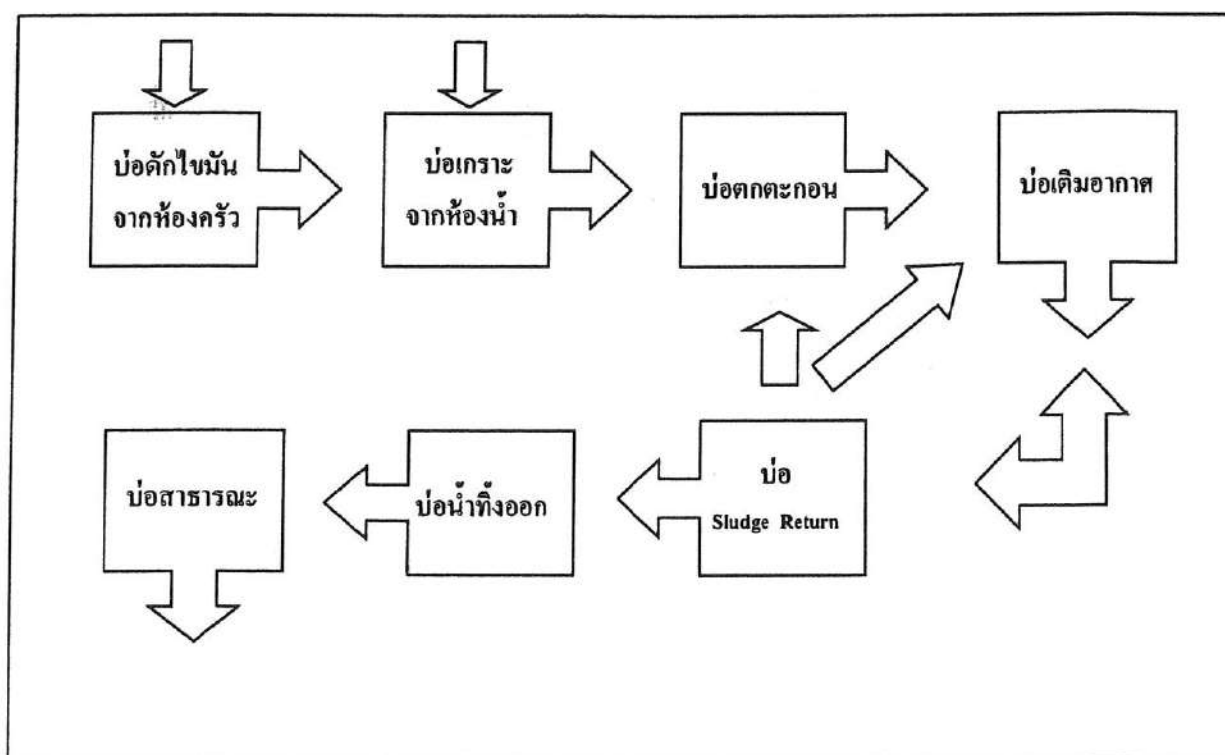 บ่อดักไขมัน
จากห้องครัว
บ่อเกราะ
จากห้องน้ำ
บ่อตกตะกอน
บ่อเติมอากาศ
บ่อสาธารณะ
บ่อน้ำทิ้งออก
บ่อ
Sludge Return